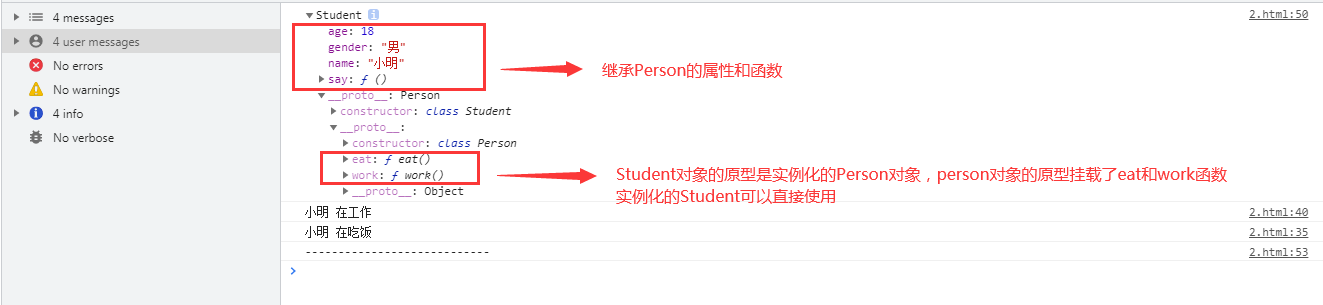 4 messages
4 user messages
No errors
No warnings
4 info
No verbose
▼Student i 2.html:50
age: 18
gender: "男"
name: "小明"
▶say: ƒ ()
▼__proto__: Person
▶constructor: class Student
▼__proto__:
▶constructor: class Person
▶eat: ƒ eat()
▶work: ƒ work()
▶__proto__: Object
继承Person的属性和函数
Student对象的原型是实例化的Person对象，person对象的原型挂载了eat和work函数
实例化的Student可以直接使用
小明 在工作 2.html:40
小明 在吃饭 2.html:35
---------------------------- 2.html:53
>